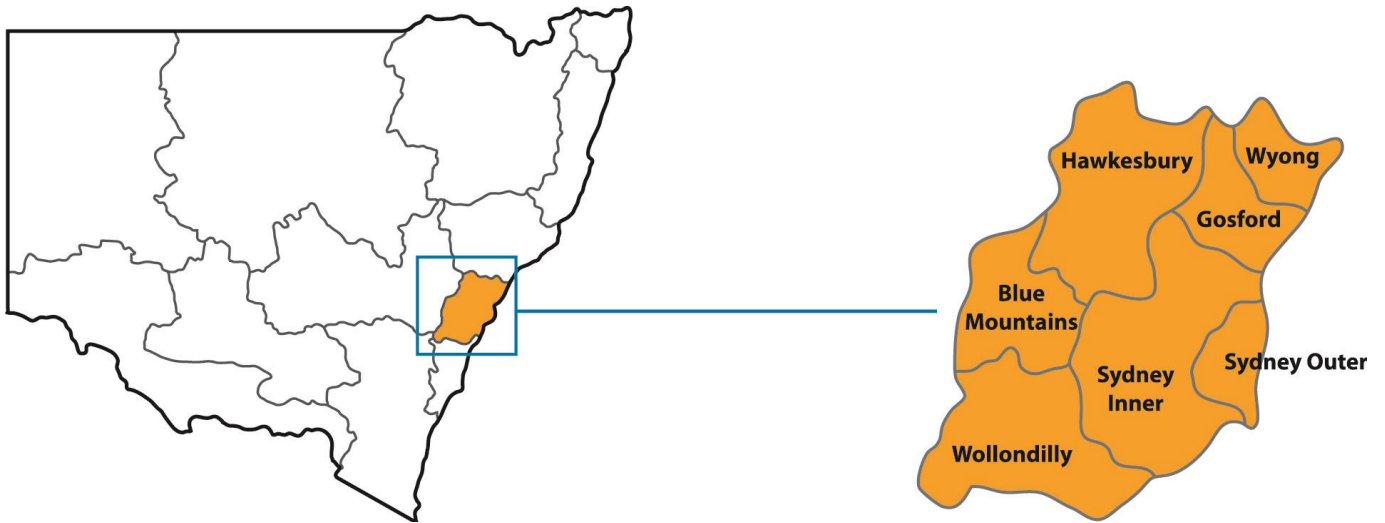 Hawkesbury
Wyong
Gosford
Blue
Mountains
Sydney Outer
Sydney
Inner
Wollondilly